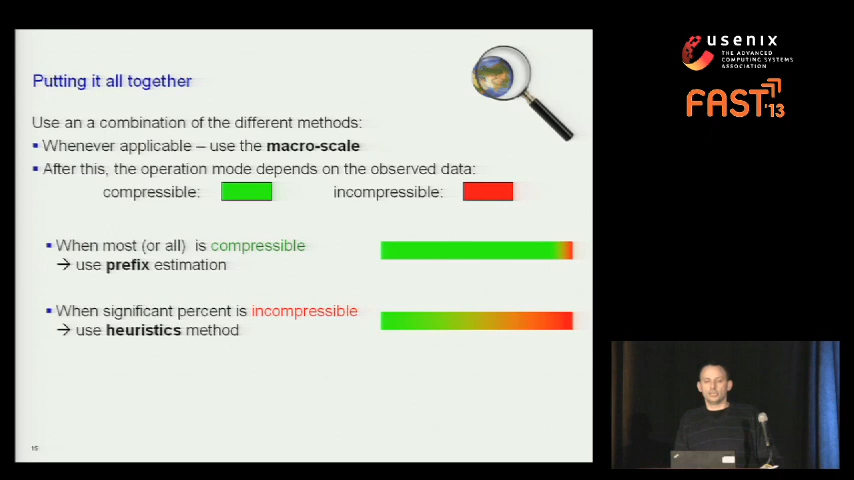 Putting it all together
Use an a combination of the different methods:
Whenever applicable – use the macro-scale
After this, the operation mode depends on the observed data:
compressible:
incompressible:
When most (or all) is compressible
→ use prefix estimation
When significant percent is incompressible
→ use heuristics method
15
usenix
THE ADVANCED
COMPUTING SYSTEMS
ASSOCIATION
FAST'13